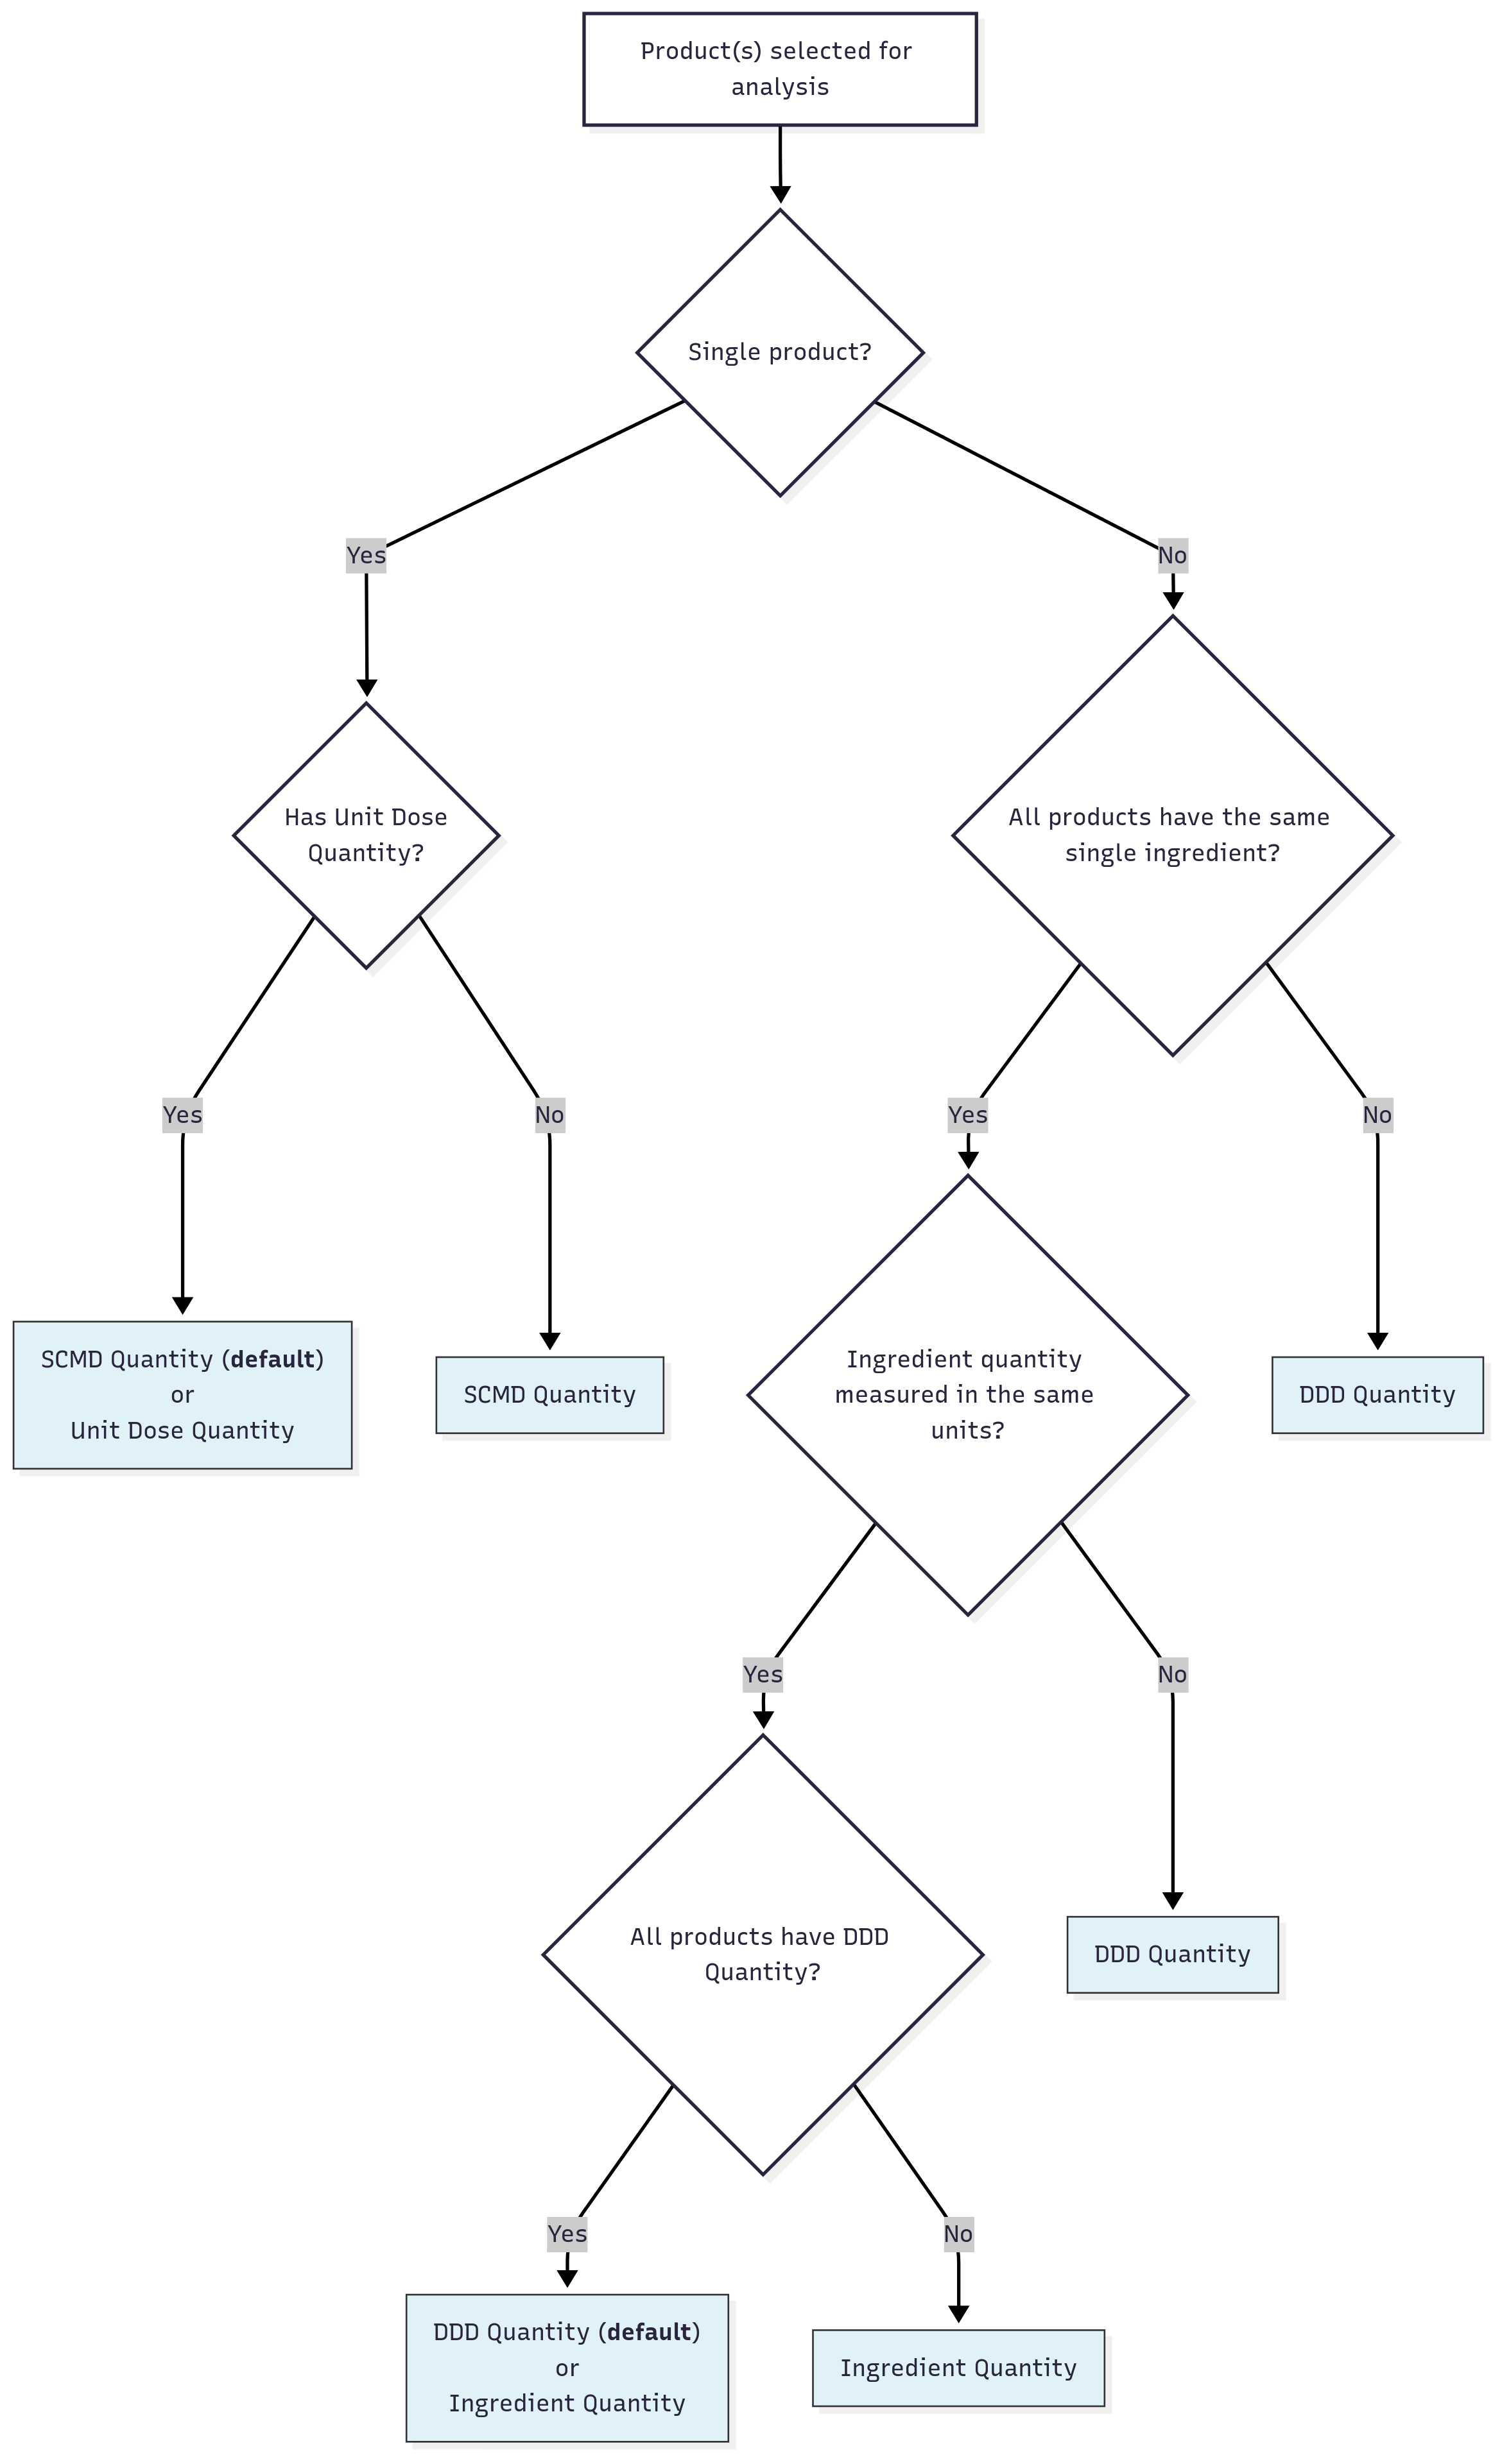 Product(s) selected for
analysis
Single product?
Yes
No
Has Unit Dose
Quantity?
All products have the same
single ingredient?
Yes
No
Yes
No
SCMD Quantity (default)
or
Unit Dose Quantity
SCMD Quantity
Ingredient quantity
measured in the same
units?
DDD Quantity
Yes
No
All products have DDD
Quantity?
DDD Quantity
Yes
No
DDD Quantity (default)
or
Ingredient Quantity
Ingredient Quantity